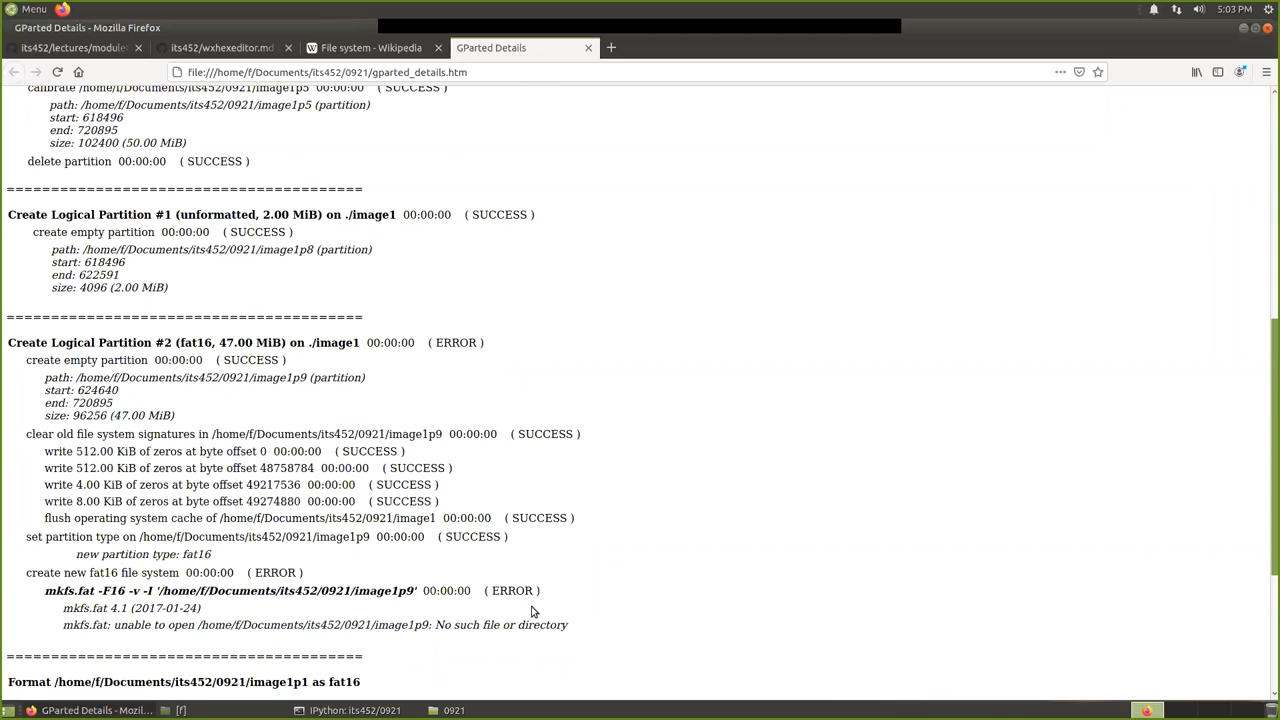 Menu 5:03 PM
GParted Details - Mozilla Firefox
its452/lectures/module its452/wxhexeditor.md File system - Wikipedia GParted Details
file:///home/f/Documents/its452/0921/gparted_details.htm
calibrate /home/f/Documents/its452/0921/image1p5 00:00:00 ( SUCCESS )
path: /home/f/Documents/its452/0921/image1p5 (partition)
start: 618496
end: 720895
size: 102400 (50.00 MiB)
delete partition 00:00:00 ( SUCCESS )
========================================
Create Logical Partition #1 (unformatted, 2.00 MiB) on ./image1 00:00:00 ( SUCCESS )
create empty partition 00:00:00 ( SUCCESS )
path: /home/f/Documents/its452/0921/image1p8 (partition)
start: 618496
end: 622591
size: 4096 (2.00 MiB)
========================================
Create Logical Partition #2 (fat16, 47.00 MiB) on ./image1 00:00:00 ( ERROR )
create empty partition 00:00:00 ( SUCCESS )
path: /home/f/Documents/its452/0921/image1p9 (partition)
start: 624640
end: 720895
size: 96256 (47.00 MiB)
clear old file system signatures in /home/f/Documents/its452/0921/image1p9 00:00:00 ( SUCCESS )
write 512.00 KiB of zeros at byte offset 0 00:00:00 ( SUCCESS )
write 512.00 KiB of zeros at byte offset 48758784 00:00:00 ( SUCCESS )
write 4.00 KiB of zeros at byte offset 49217536 00:00:00 ( SUCCESS )
write 8.00 KiB of zeros at byte offset 49274880 00:00:00 ( SUCCESS )
flush operating system cache of /home/f/Documents/its452/0921/image1 00:00:00 ( SUCCESS )
set partition type on /home/f/Documents/its452/0921/image1p9 00:00:00 ( SUCCESS )
new partition type: fat16
create new fat16 file system 00:00:00 ( ERROR )
mkfs.fat -F16 -v -I '/home/f/Documents/its452/0921/image1p9' 00:00:00 ( ERROR )
mkfs.fat 4.1 (2017-01-24)
mkfs.fat: unable to open /home/f/Documents/its452/0921/image1p9: No such file or directory
========================================
Format /home/f/Documents/its452/0921/image1p1 as fat16
GParted Details - Mozil... [f] IPython: its452/0921 0921